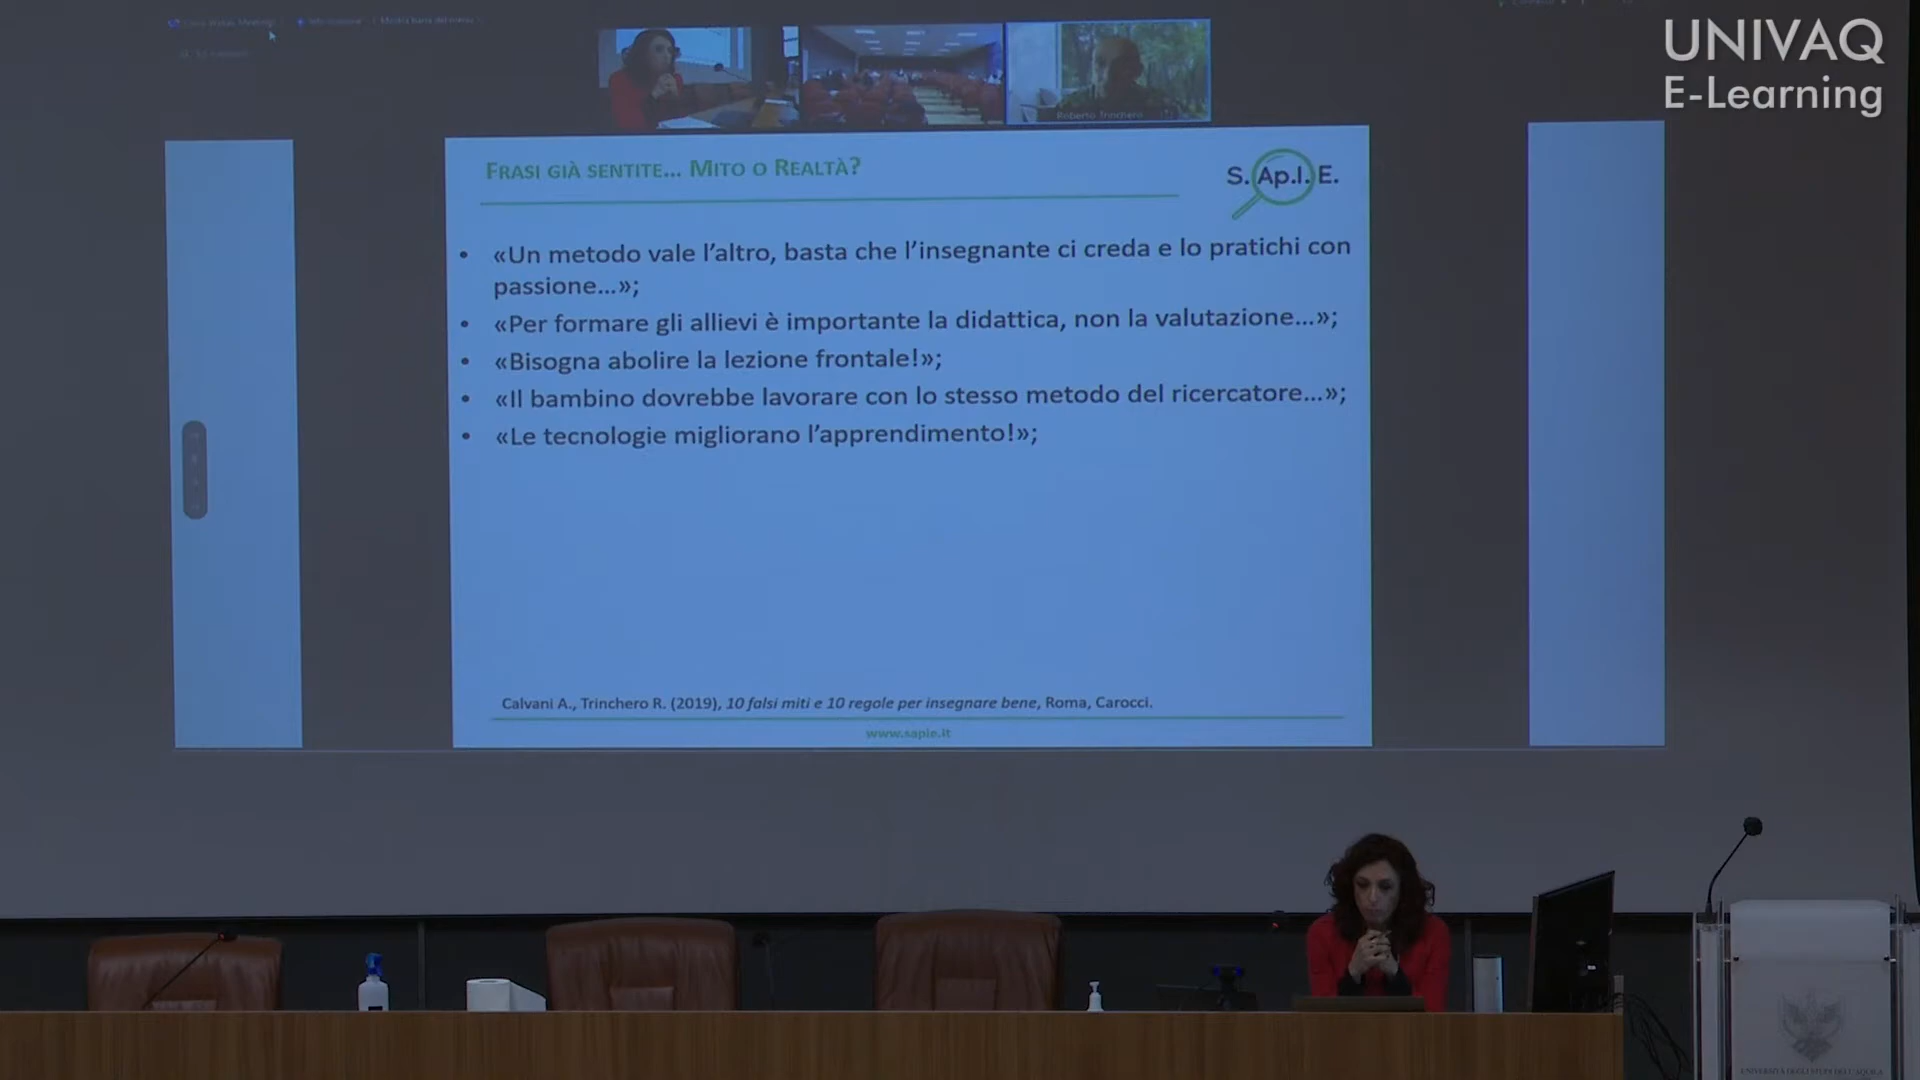 UNIVAQ
E-Learning
Roberto Trinchero
FRASI GIÀ SENTITE... MITO O REALTÀ?
S.Ap.I.E.
• «Un metodo vale l'altro, basta che l'insegnante ci creda e lo pratichi con
passione...»;
• «Per formare gli allievi è importante la didattica, non la valutazione...»;
• «Bisogna abolire la lezione frontale!»;
• «Il bambino dovrebbe lavorare con lo stesso metodo del ricercatore...»;
• «Le tecnologie migliorano l'apprendimento!»;
Calvani A., Trinchero R. (2019), 10 falsi miti e 10 regole per insegnare bene, Roma, Carocci.
www.sapie.it